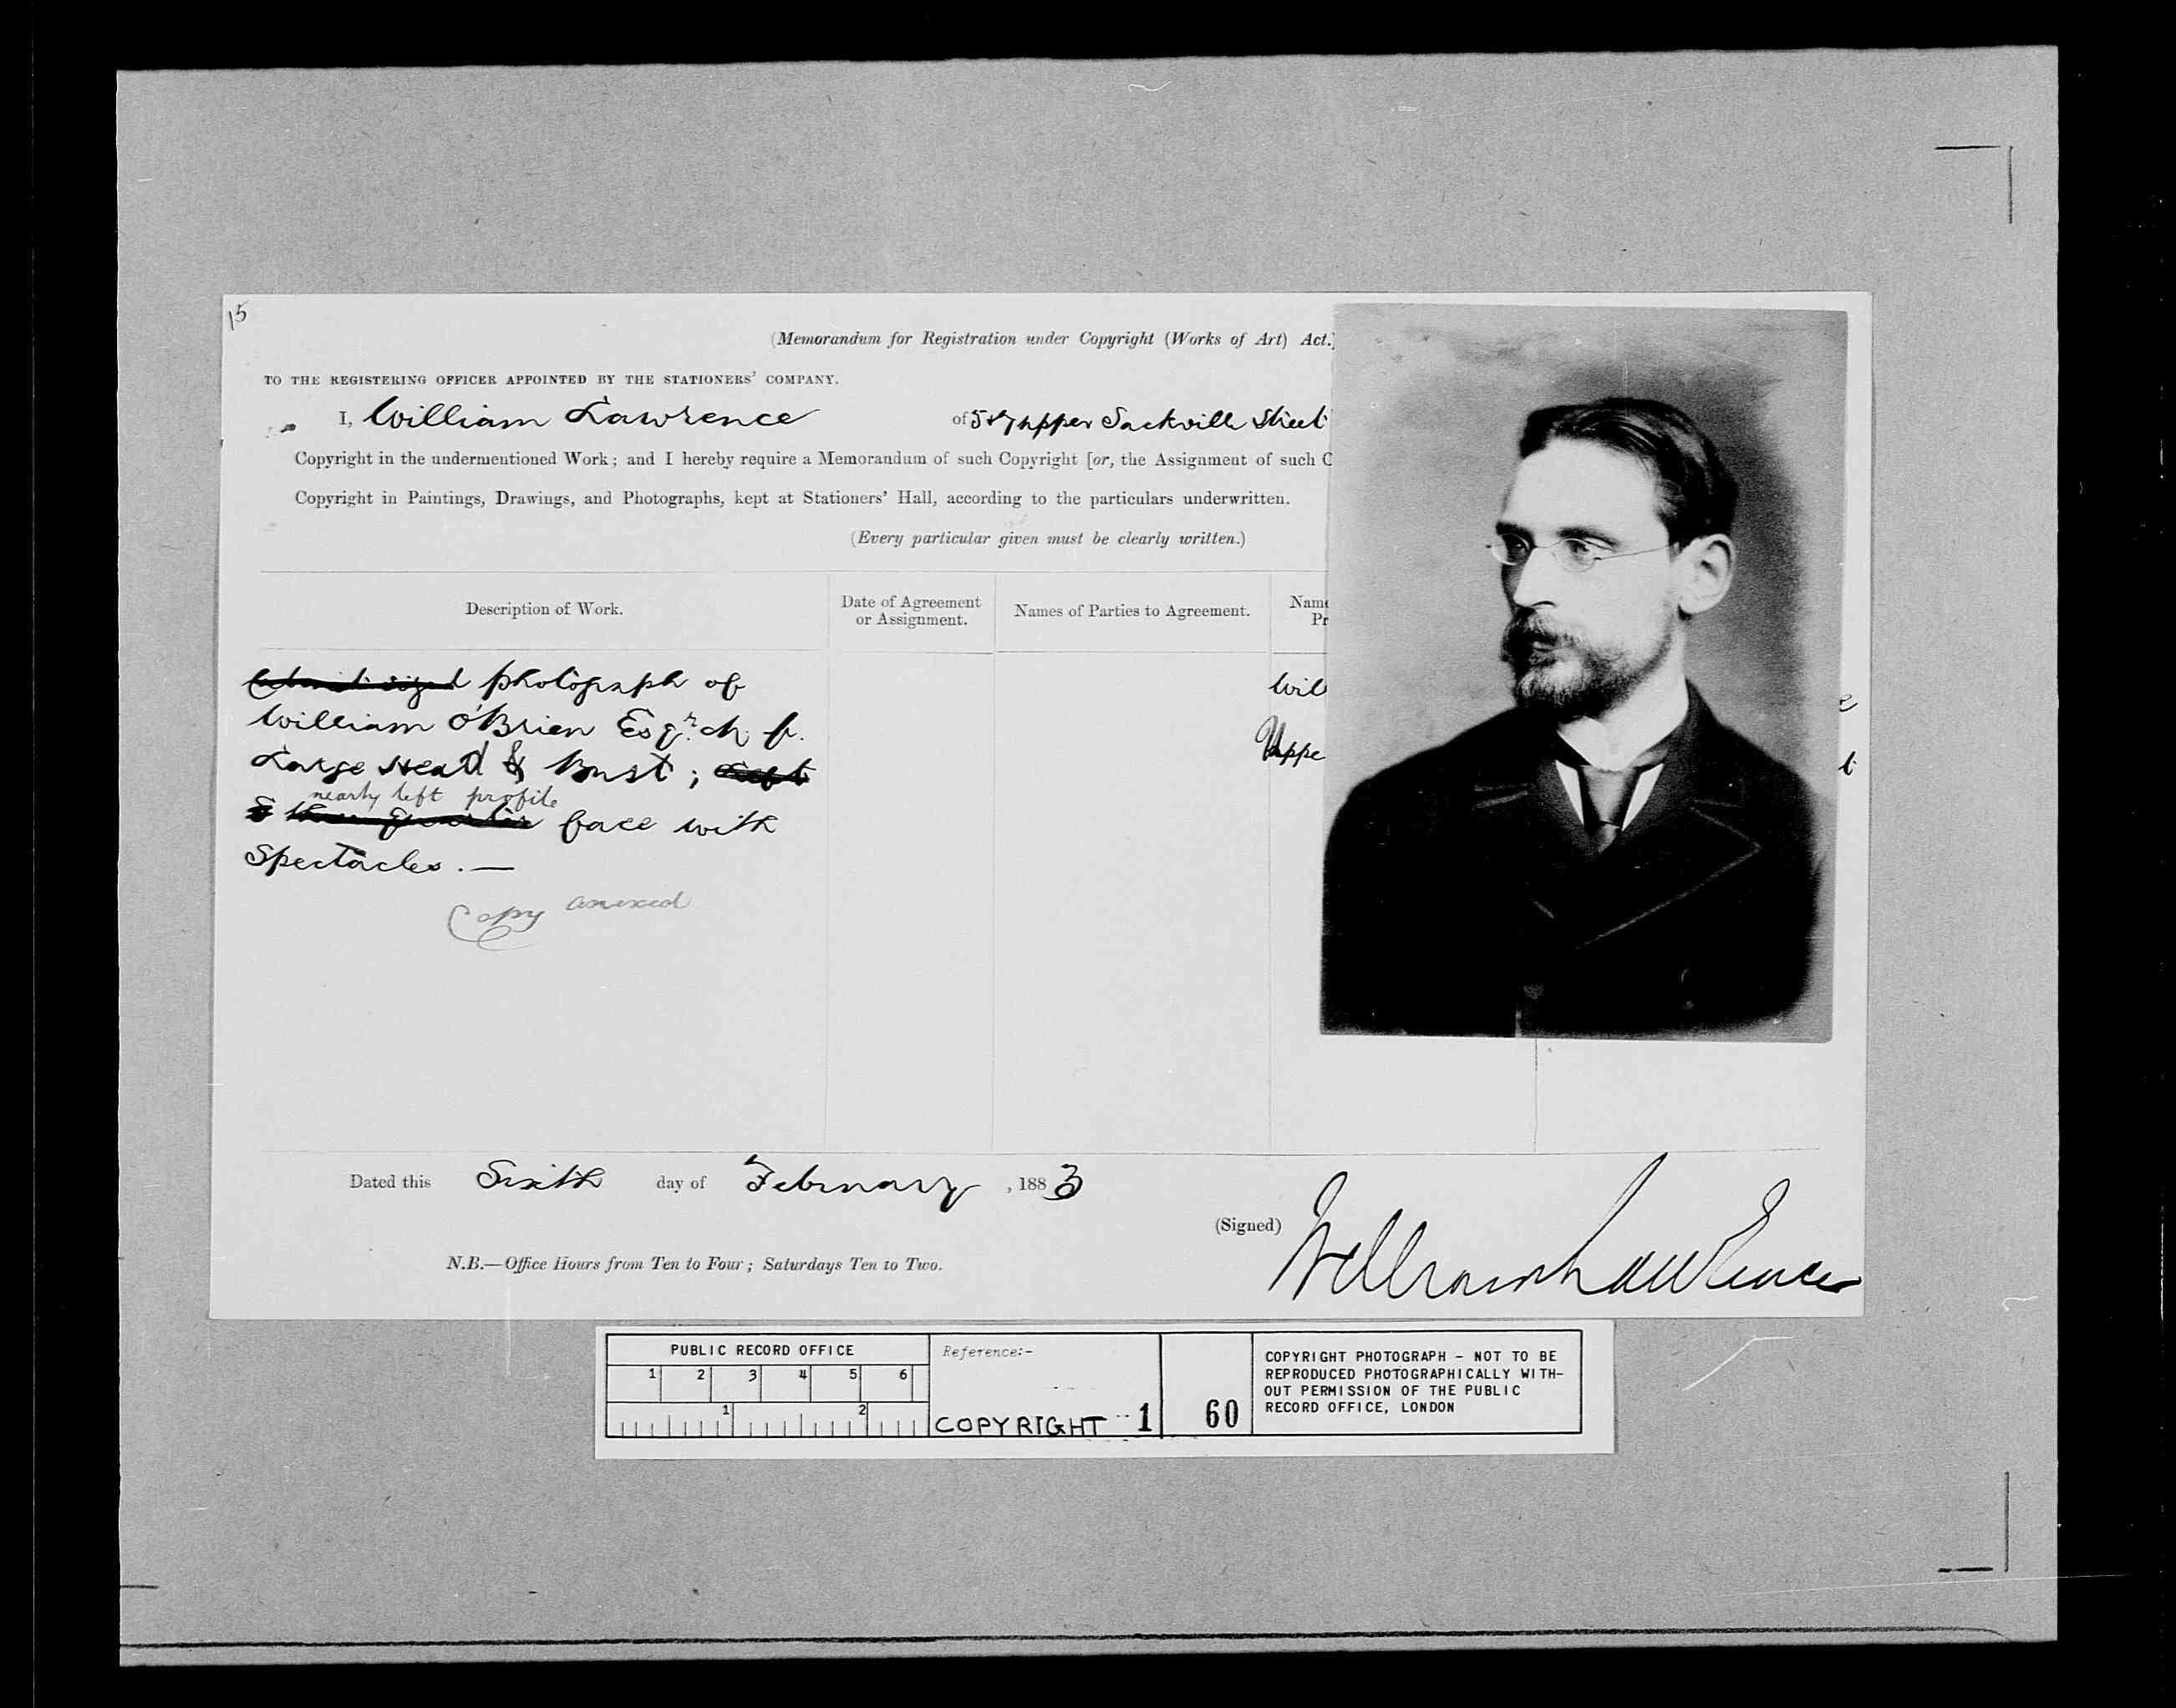 15
(Memorandum for Registration under Copyright (Works of Art) Act.)
TO THE REGISTERING OFFICER APPOINTED BY THE STATIONERS' COMPANY.
I, William Lawrence of 5 & 7 upper Sackville Street
Copyright in the undermentioned Work; and I hereby require a Memorandum of such Copyright [or, the Assignment of such C
Copyright in Paintings, Drawings, and Photographs, kept at Stationers' Hall, according to the particulars underwritten.
(Every particular given must be clearly written.)
Description of Work.
Date of Agreement
or Assignment.
Names of Parties to Agreement.
Name
Pr
photograph of
William O'Brien Esqr. M.P.
Large Head & Bust;
nearly left profile
face with
Spectacles. —
Copy annexed
Wil
Uppe
e
t
Dated this Sixth day of February, 1883
(Signed) William Lawrence
N.B.—Office Hours from Ten to Four; Saturdays Ten to Two.
PUBLIC RECORD OFFICE
1 2 3 4 5 6
1 2
Reference:-
COPYRIGHT 1
60
COPYRIGHT PHOTOGRAPH - NOT TO BE
REPRODUCED PHOTOGRAPHICALLY WITH-
OUT PERMISSION OF THE PUBLIC
RECORD OFFICE, LONDON